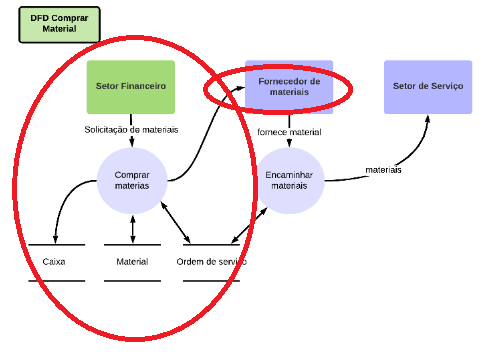 DFD Comprar
Material
Setor Financeiro
Fornecedor de
materiais
Setor de Serviço
Solicitação de materiais
fornece material
Comprar
materias
Encaminhar
materiais
materiais
Caixa
Material
Ordem de serviço